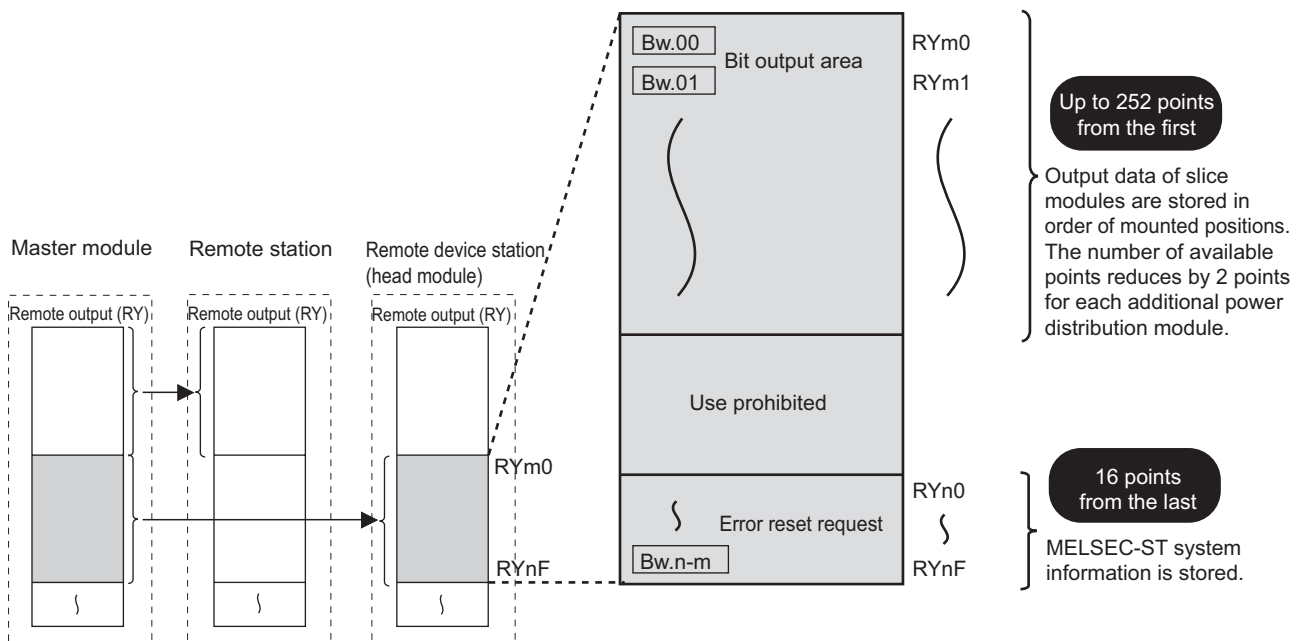 Master module
Remote station
Remote device station
(head module)
Remote output (RY)
Remote output (RY)
Remote output (RY)
RYm0
RYnF
Bw.00
Bit output area
Bw.01
Use prohibited
Error reset request
Bw.n-m
RYm0
RYm1
RYn0
RYnF
Up to 252 points
from the first
Output data of slice
modules are stored in
order of mounted positions.
The number of available
points reduces by 2 points
for each additional power
distribution module.
16 points
from the last
MELSEC-ST system
information is stored.